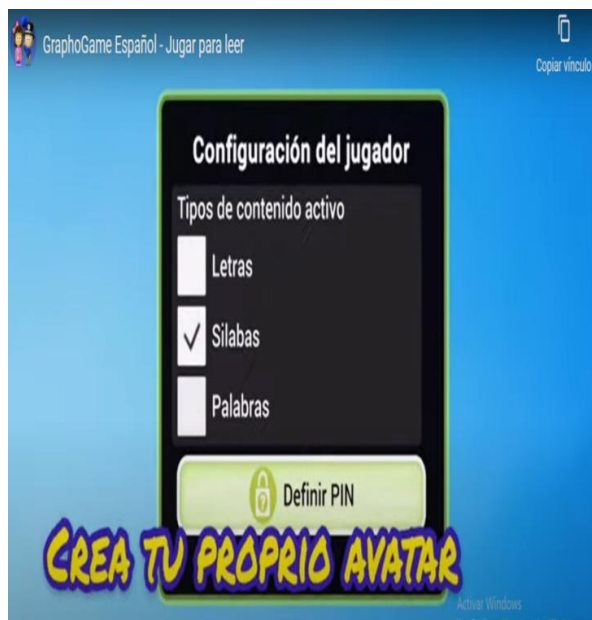 GraphoGame Español - Jugar para leer
Copiar vínculo
Configuración del jugador
Tipos de contenido activo
Letras
Silabas
Palabras
Definir PIN
CREA TU PROPRIO AVATAR
Activar Windows